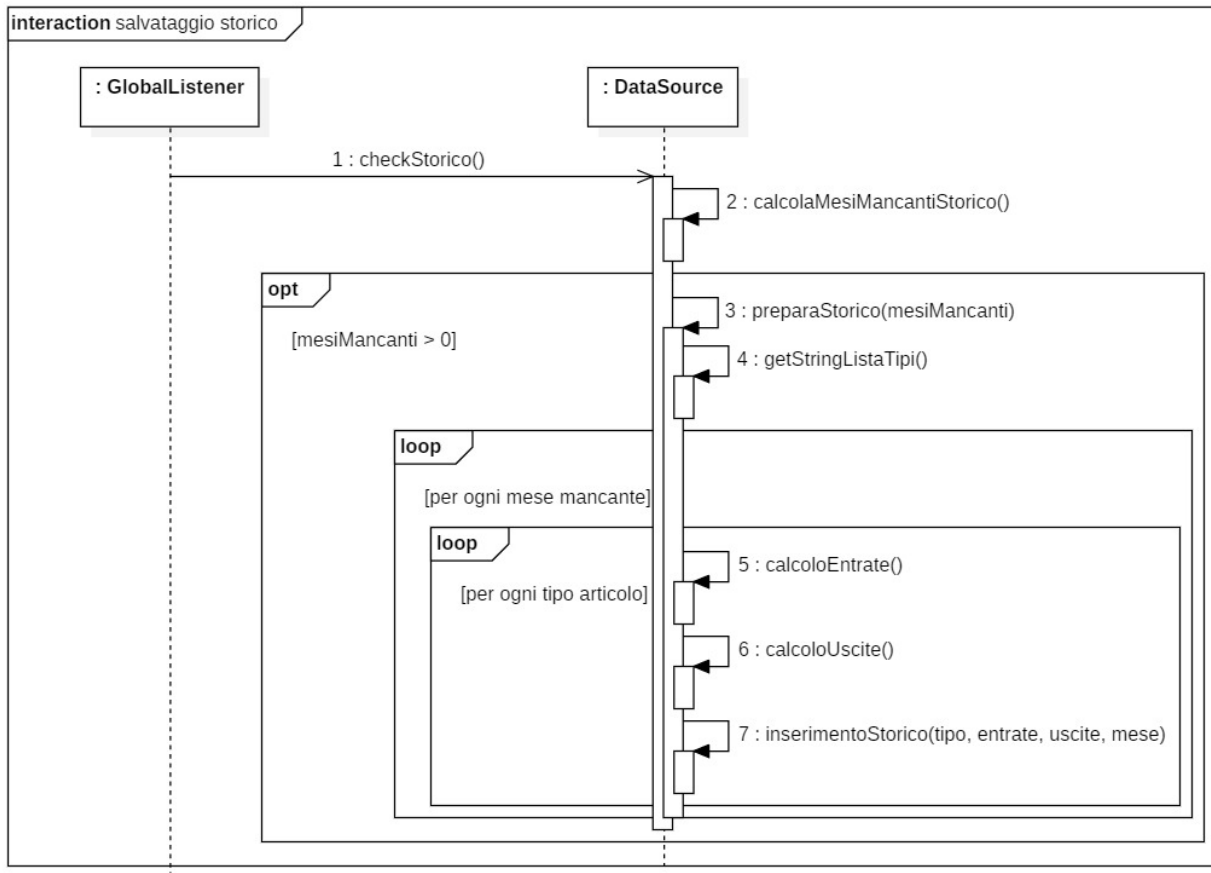 interaction salvataggio storico
: GlobalListener
: DataSource
1 : checkStorico()
2 : calcolaMesiMancantiStorico()
opt
3 : preparaStorico(mesiMancanti)
[mesiMancanti > 0]
4 : getStringListaTipi()
loop
[per ogni mese mancante]
loop
5 : calcoloEntrate()
[per ogni tipo articolo]
6 : calcoloUscite()
7 : inserimentoStorico(tipo, entrate, uscite, mese)